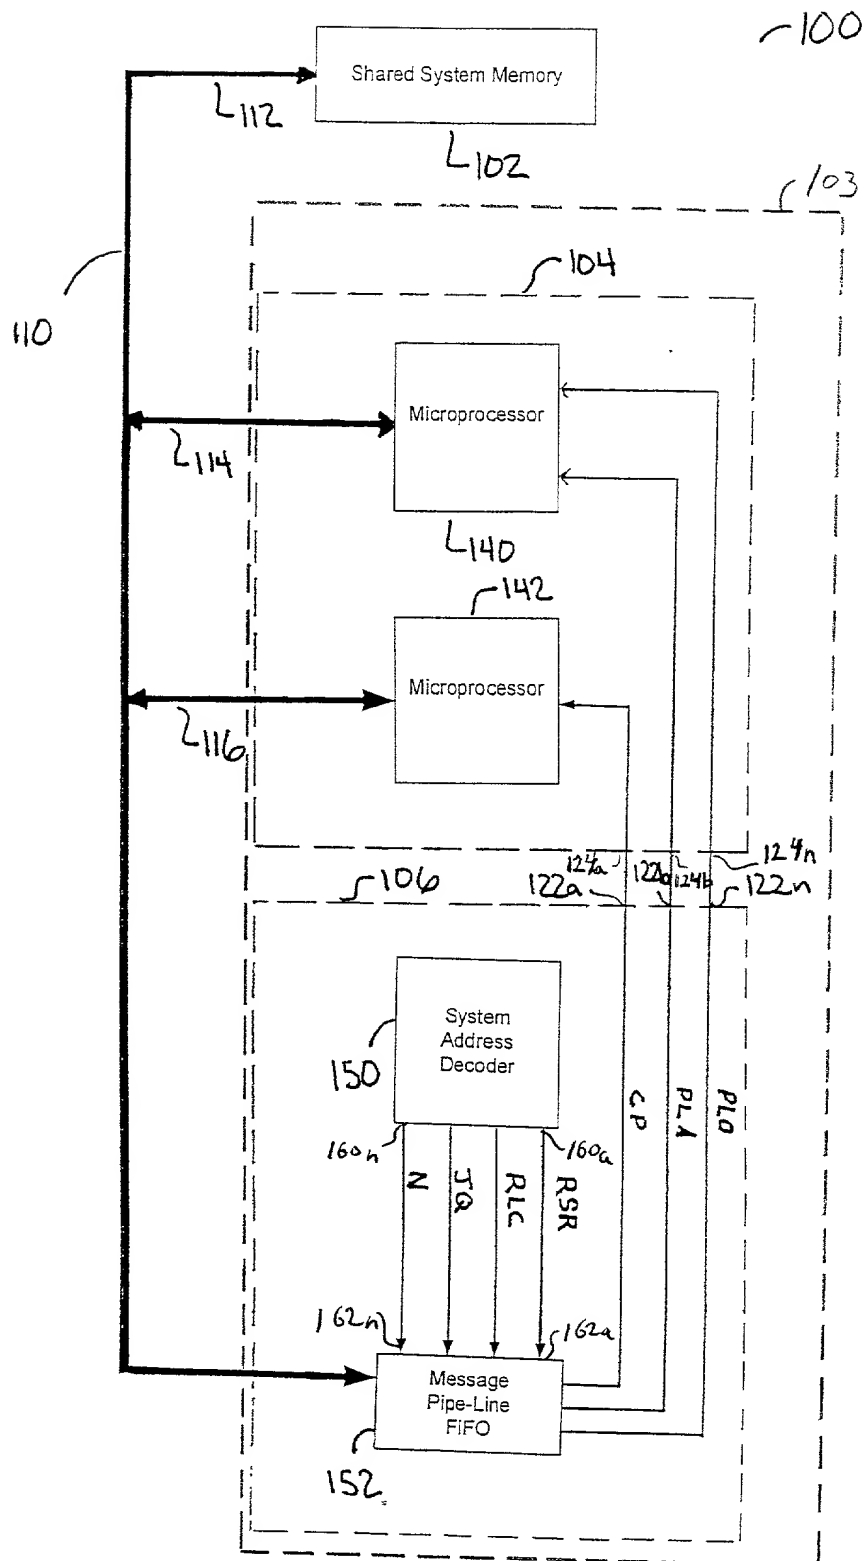 100
Shared System Memory
112
102
103
104
110
Microprocessor
114
140
142
Microprocessor
116
124a
122b
124b
124n
106
122a
122n
System
Address
Decoder
150
CP
PL1
PL0
160n
160a
N
JQ
RLC
RSR
162n
162a
Message
Pipe-Line
FiFO
152